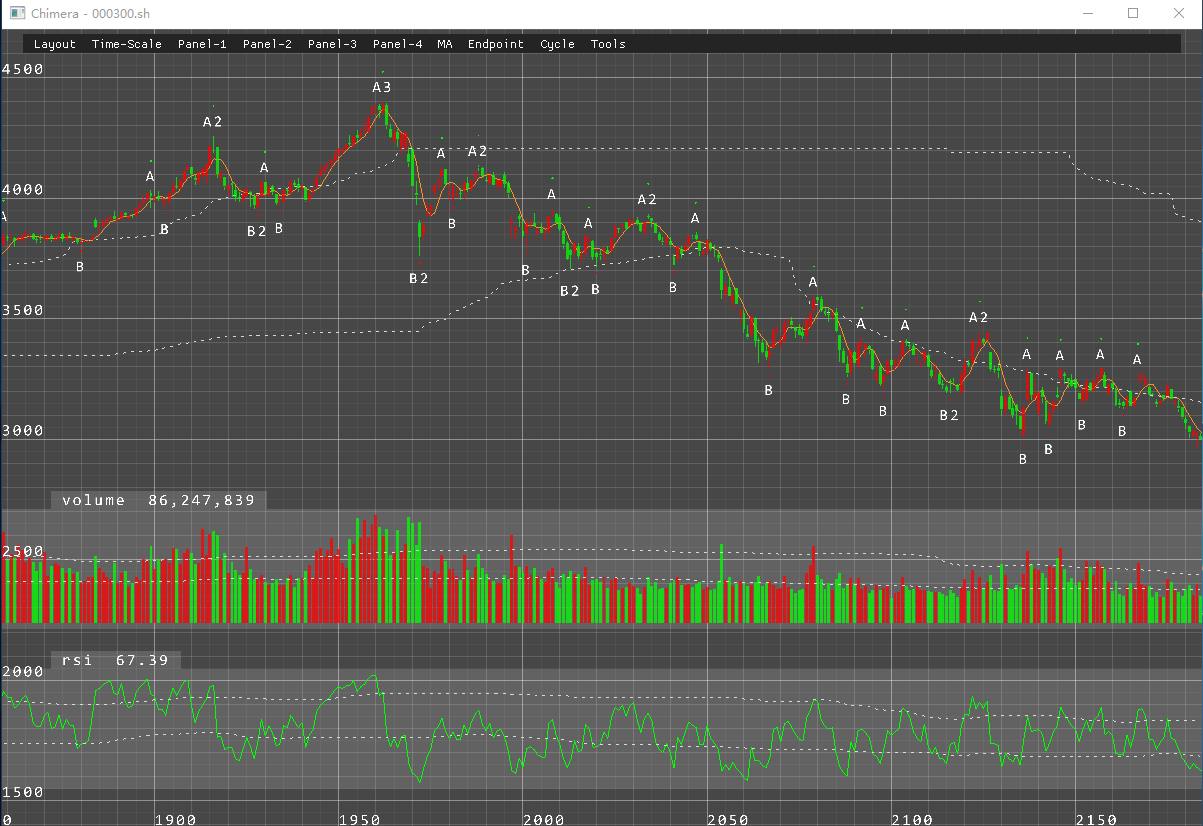 Chimera - 000300.sh
Layout Time-Scale Panel-1 Panel-2 Panel-3 Panel-4 MA Endpoint Cycle Tools
4500
A3
A2
A A2
A A
4000
A A2
A
A A
B B2 B B
B
B2 B
B2 B B
A
3500
A A A2
A A A A
B
B B B2
B B
3000
B B
volume 86,247,839
2500
rsi 67.39
2000
1500
0 1900 1950 2000 2050 2100 2150